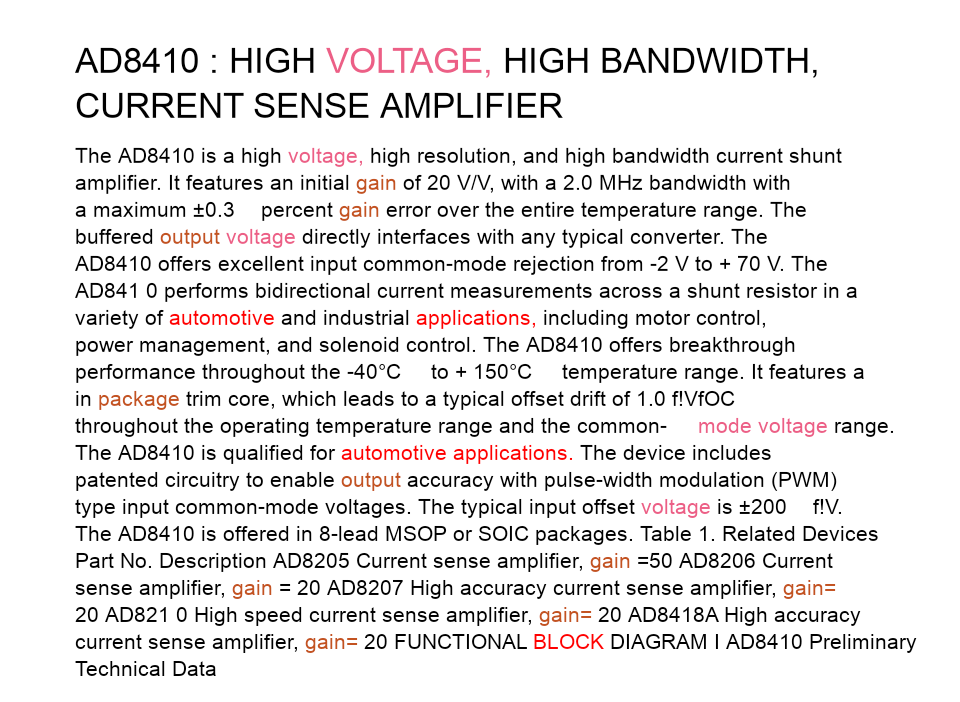 AD8410 : HIGH VOLTAGE, HIGH BANDWIDTH,
CURRENT SENSE AMPLIFIER
The AD8410 is a high voltage, high resolution, and high bandwidth current shunt
amplifier. It features an initial gain of 20 V/V, with a 2.0 MHz bandwidth with
a maximum ±0.3 percent gain error over the entire temperature range. The
buffered output voltage directly interfaces with any typical converter. The
AD8410 offers excellent input common-mode rejection from -2 V to + 70 V. The
AD841 0 performs bidirectional current measurements across a shunt resistor in a
variety of automotive and industrial applications, including motor control,
power management, and solenoid control. The AD8410 offers breakthrough
performance throughout the -40°C to + 150°C temperature range. It features a
in package trim core, which leads to a typical offset drift of 1.0 f!VfOC
throughout the operating temperature range and the common- mode voltage range.
The AD8410 is qualified for automotive applications. The device includes
patented circuitry to enable output accuracy with pulse-width modulation (PWM)
type input common-mode voltages. The typical input offset voltage is ±200 f!V.
The AD8410 is offered in 8-lead MSOP or SOIC packages. Table 1. Related Devices
Part No. Description AD8205 Current sense amplifier, gain =50 AD8206 Current
sense amplifier, gain = 20 AD8207 High accuracy current sense amplifier, gain=
20 AD821 0 High speed current sense amplifier, gain= 20 AD8418A High accuracy
current sense amplifier, gain= 20 FUNCTIONAL BLOCK DIAGRAM I AD8410 Preliminary
Technical Data